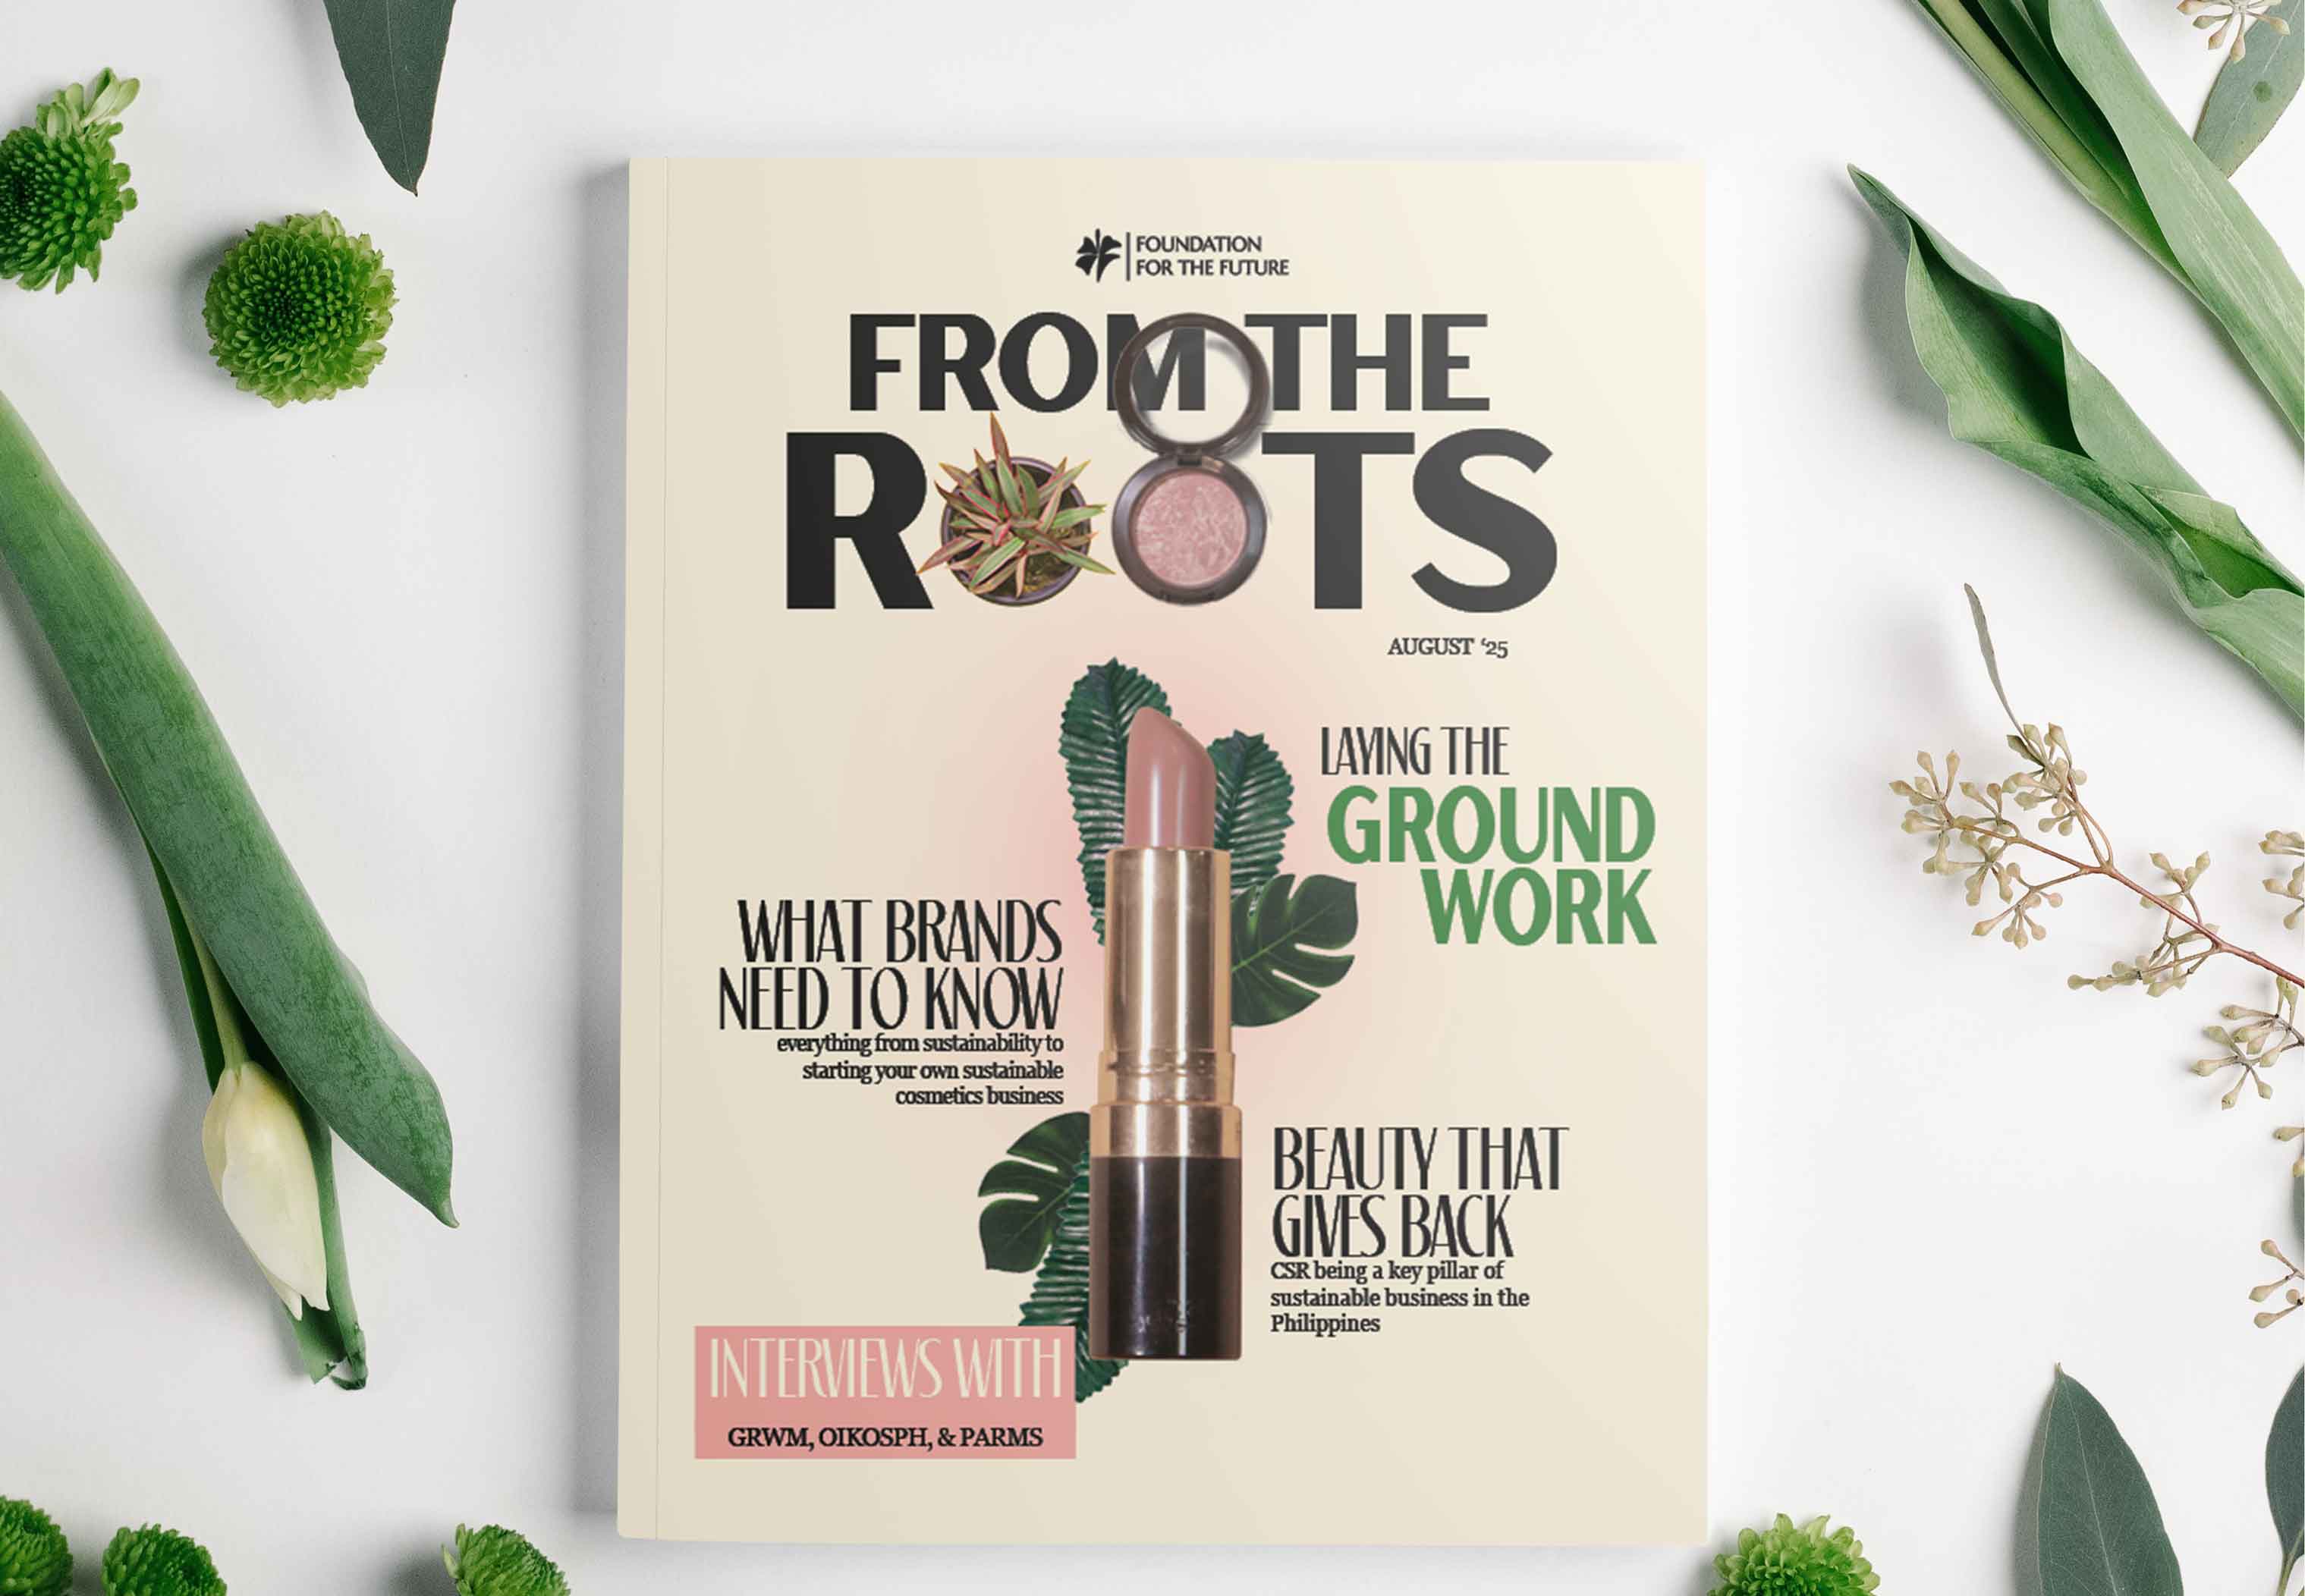 FOUNDATION
FOR THE FUTURE
FROM THE
ROOTS
AUGUST ‘25
LAYING THE
GROUND
WORK
WHAT BRANDS
NEED TO KNOW
everything from sustainability to
starting your own sustainable
cosmetics business
BEAUTY THAT
GIVES BACK
CSR being a key pillar of
sustainable business in the
Philippines
INTERVIEWS WITH
GRWM, OIKOSPH, & PARMS